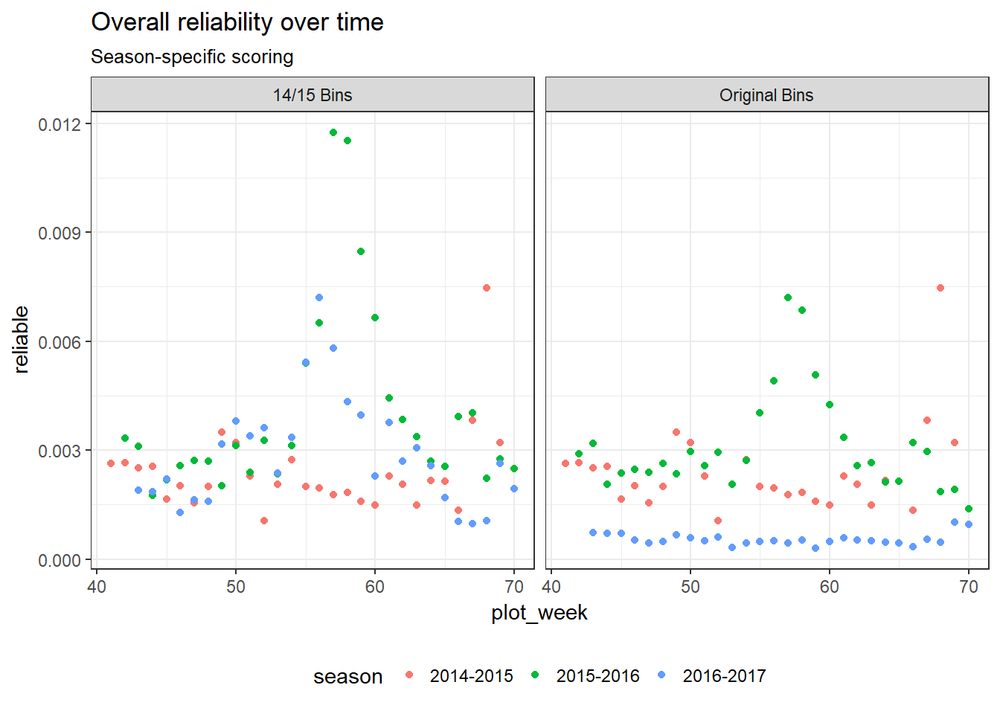 Overall reliability over time
Season-specific scoring
14/15 Bins
Original Bins
0.012
0.009
0.006
0.003
0.000
reliable
40
50
60
70
40
50
60
70
plot_week
season
2014-2015
2015-2016
2016-2017